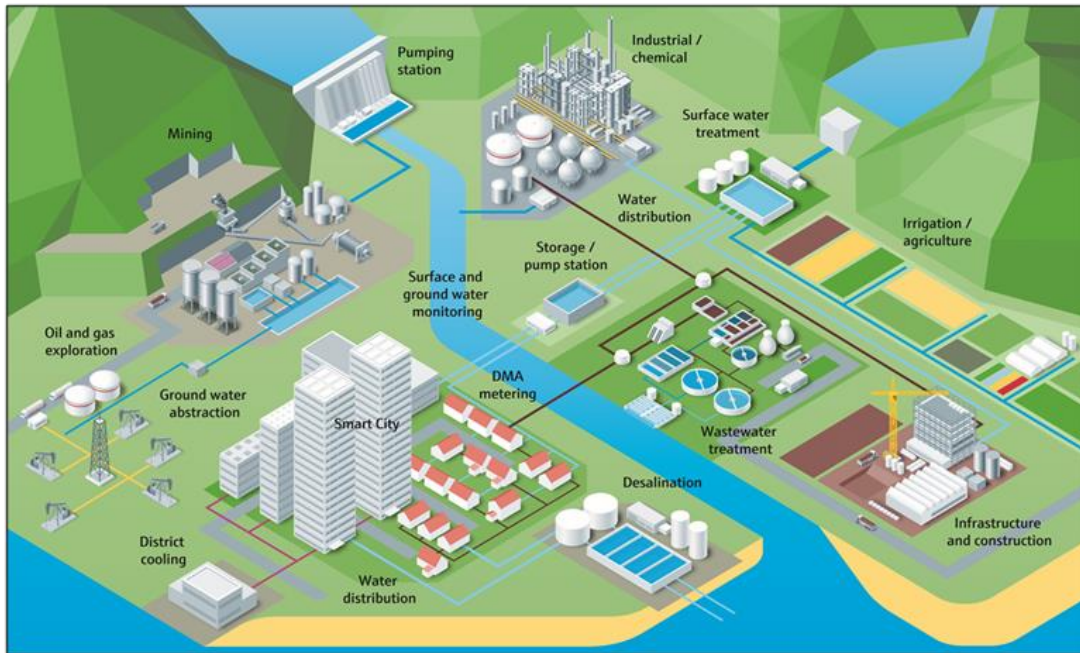 Pumping
station
Industrial /
chemical
Mining
Surface water
treatment
Water
distribution
Irrigation /
agriculture
Storage /
pump station
Surface and
ground water
monitoring
Oil and gas
exploration
Ground water
abstraction
DMA
metering
Smart City
Wastewater
treatment
Desalination
Infrastructure
and construction
District
cooling
Water
distribution